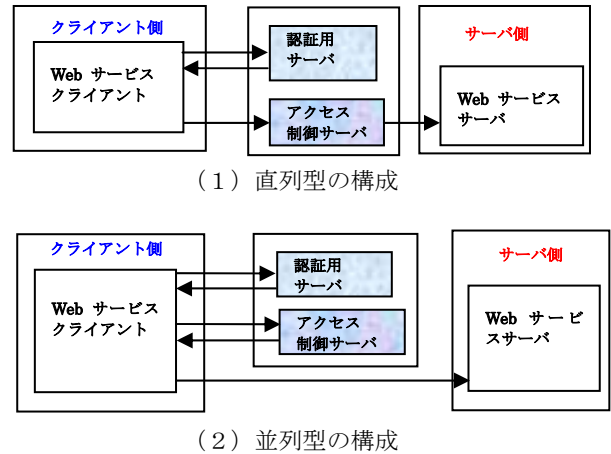 クライアント側
Web サービス
クライアント
認証用
サーバ
アクセス
制御サーバ
サーバ側
Web サービス
サーバ
（１）直列型の構成
クライアント側
Web サービス
クライアント
認証用
サーバ
アクセス
制御サーバ
サーバ側
Web サービ
スサーバ
（２）並列型の構成